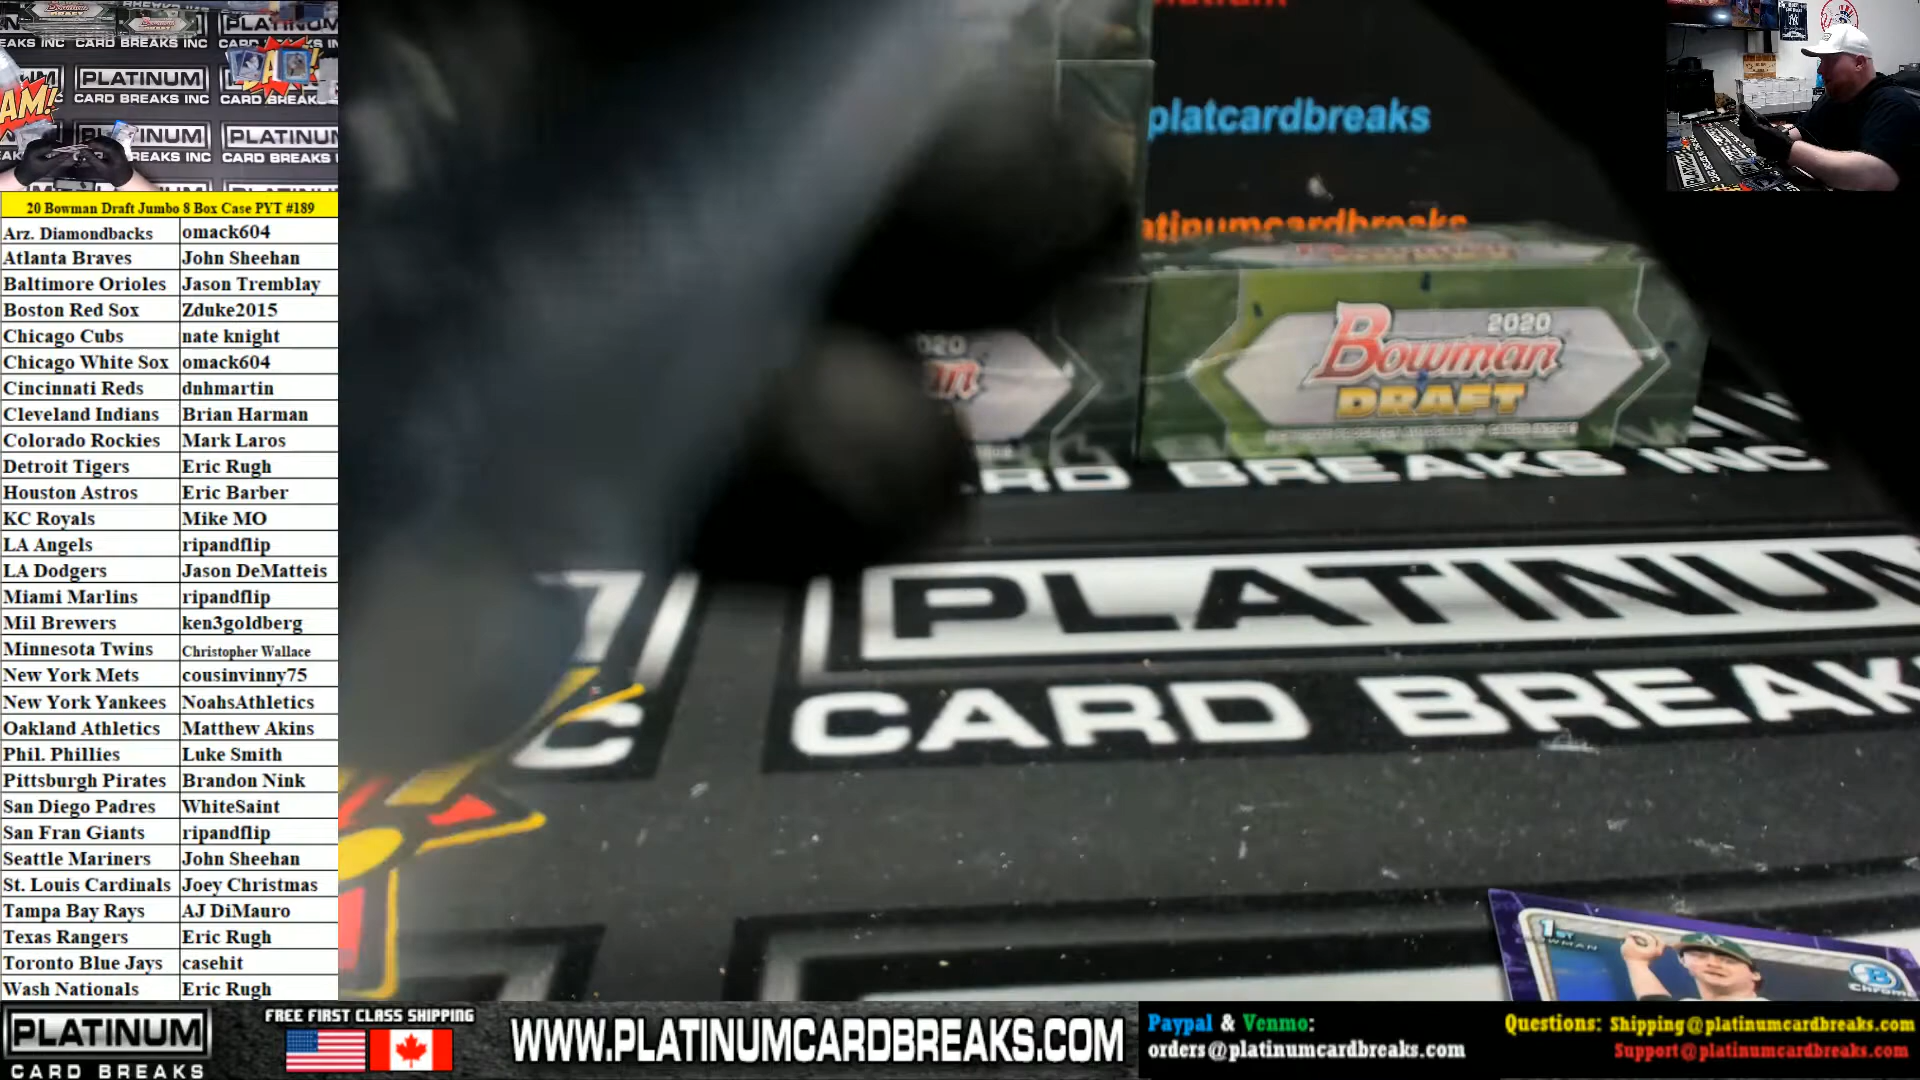 20 Bowman Draft Jumbo 8 Box Case PYT #189
Arz. Diamondbacks omack604
Atlanta Braves John Sheehan
Baltimore Orioles Jason Tremblay
Boston Red Sox Zduke2015
Chicago Cubs nate knight
Chicago White Sox omack604
Cincinnati Reds dnhmartin
Cleveland Indians Brian Harman
Colorado Rockies Mark Laros
Detroit Tigers Eric Rugh
Houston Astros Eric Barber
KC Royals Mike MO
LA Angels ripandflip
LA Dodgers Jason DeMatteis
Miami Marlins ripandflip
Mil Brewers ken3goldberg
Minnesota Twins Christopher Wallace
New York Mets cousinvinny75
New York Yankees NoahsAthletics
Oakland Athletics Matthew Akins
Phil. Phillies Luke Smith
Pittsburgh Pirates Brandon Nink
San Diego Padres WhiteSaint
San Fran Giants ripandflip
Seattle Mariners John Sheehan
St. Louis Cardinals Joey Christmas
Tampa Bay Rays AJ DiMauro
Texas Rangers Eric Rugh
Toronto Blue Jays casehit
Wash Nationals Eric Rugh
PLATINUM
CARD BREAKS INC
platcardbreaks
atinumcardbreaks
2020
Bowman
DRAFT
RD BREAKS INC
PLATINUM
CARD BREAK
1ST
BOWMAN
CHROME
PLATINUM
CARD BREAKS
FREE FIRST CLASS SHIPPING
WWW.PLATINUMCARDBREAKS.COM
Paypal & Venmo:
orders@platinumcardbreaks.com
Questions: Shipping@platinumcardbreaks.com
Support@platinumcardbreaks.com